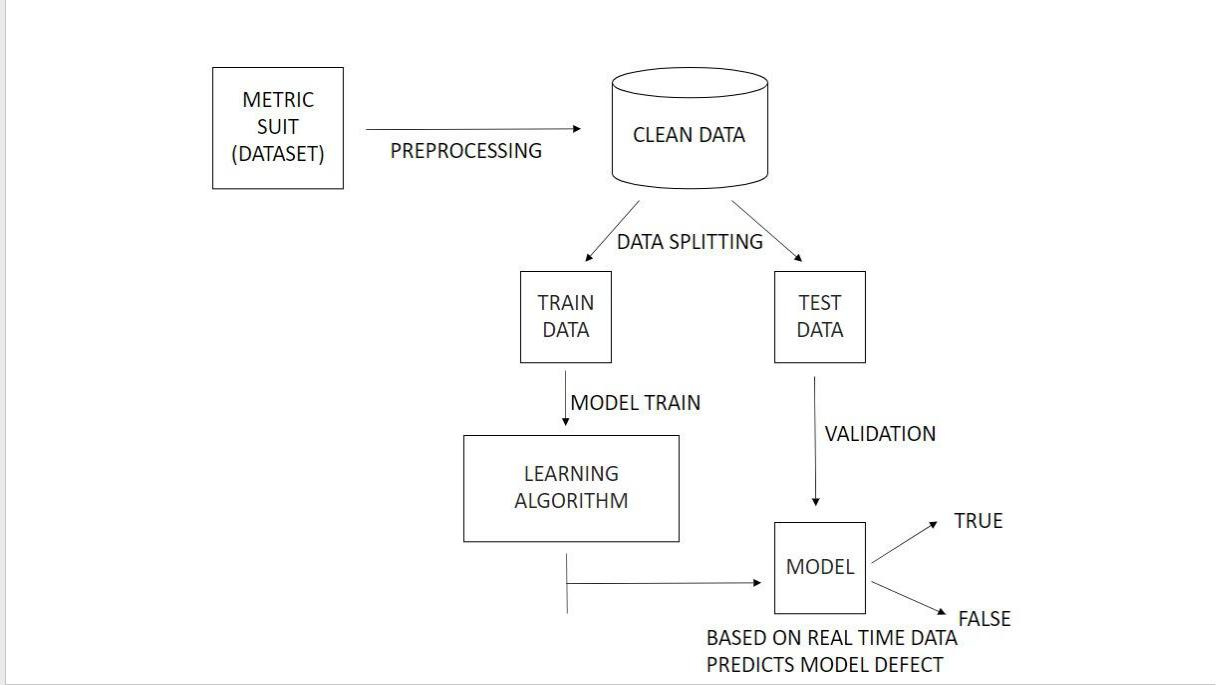 METRIC
SUIT
(DATASET)
PREPROCESSING
CLEAN DATA
DATA SPLITTING
TRAIN
DATA
TEST
DATA
MODEL TRAIN
VALIDATION
LEARNING
ALGORITHM
MODEL
TRUE
FALSE
BASED ON REAL TIME DATA
PREDICTS MODEL DEFECT